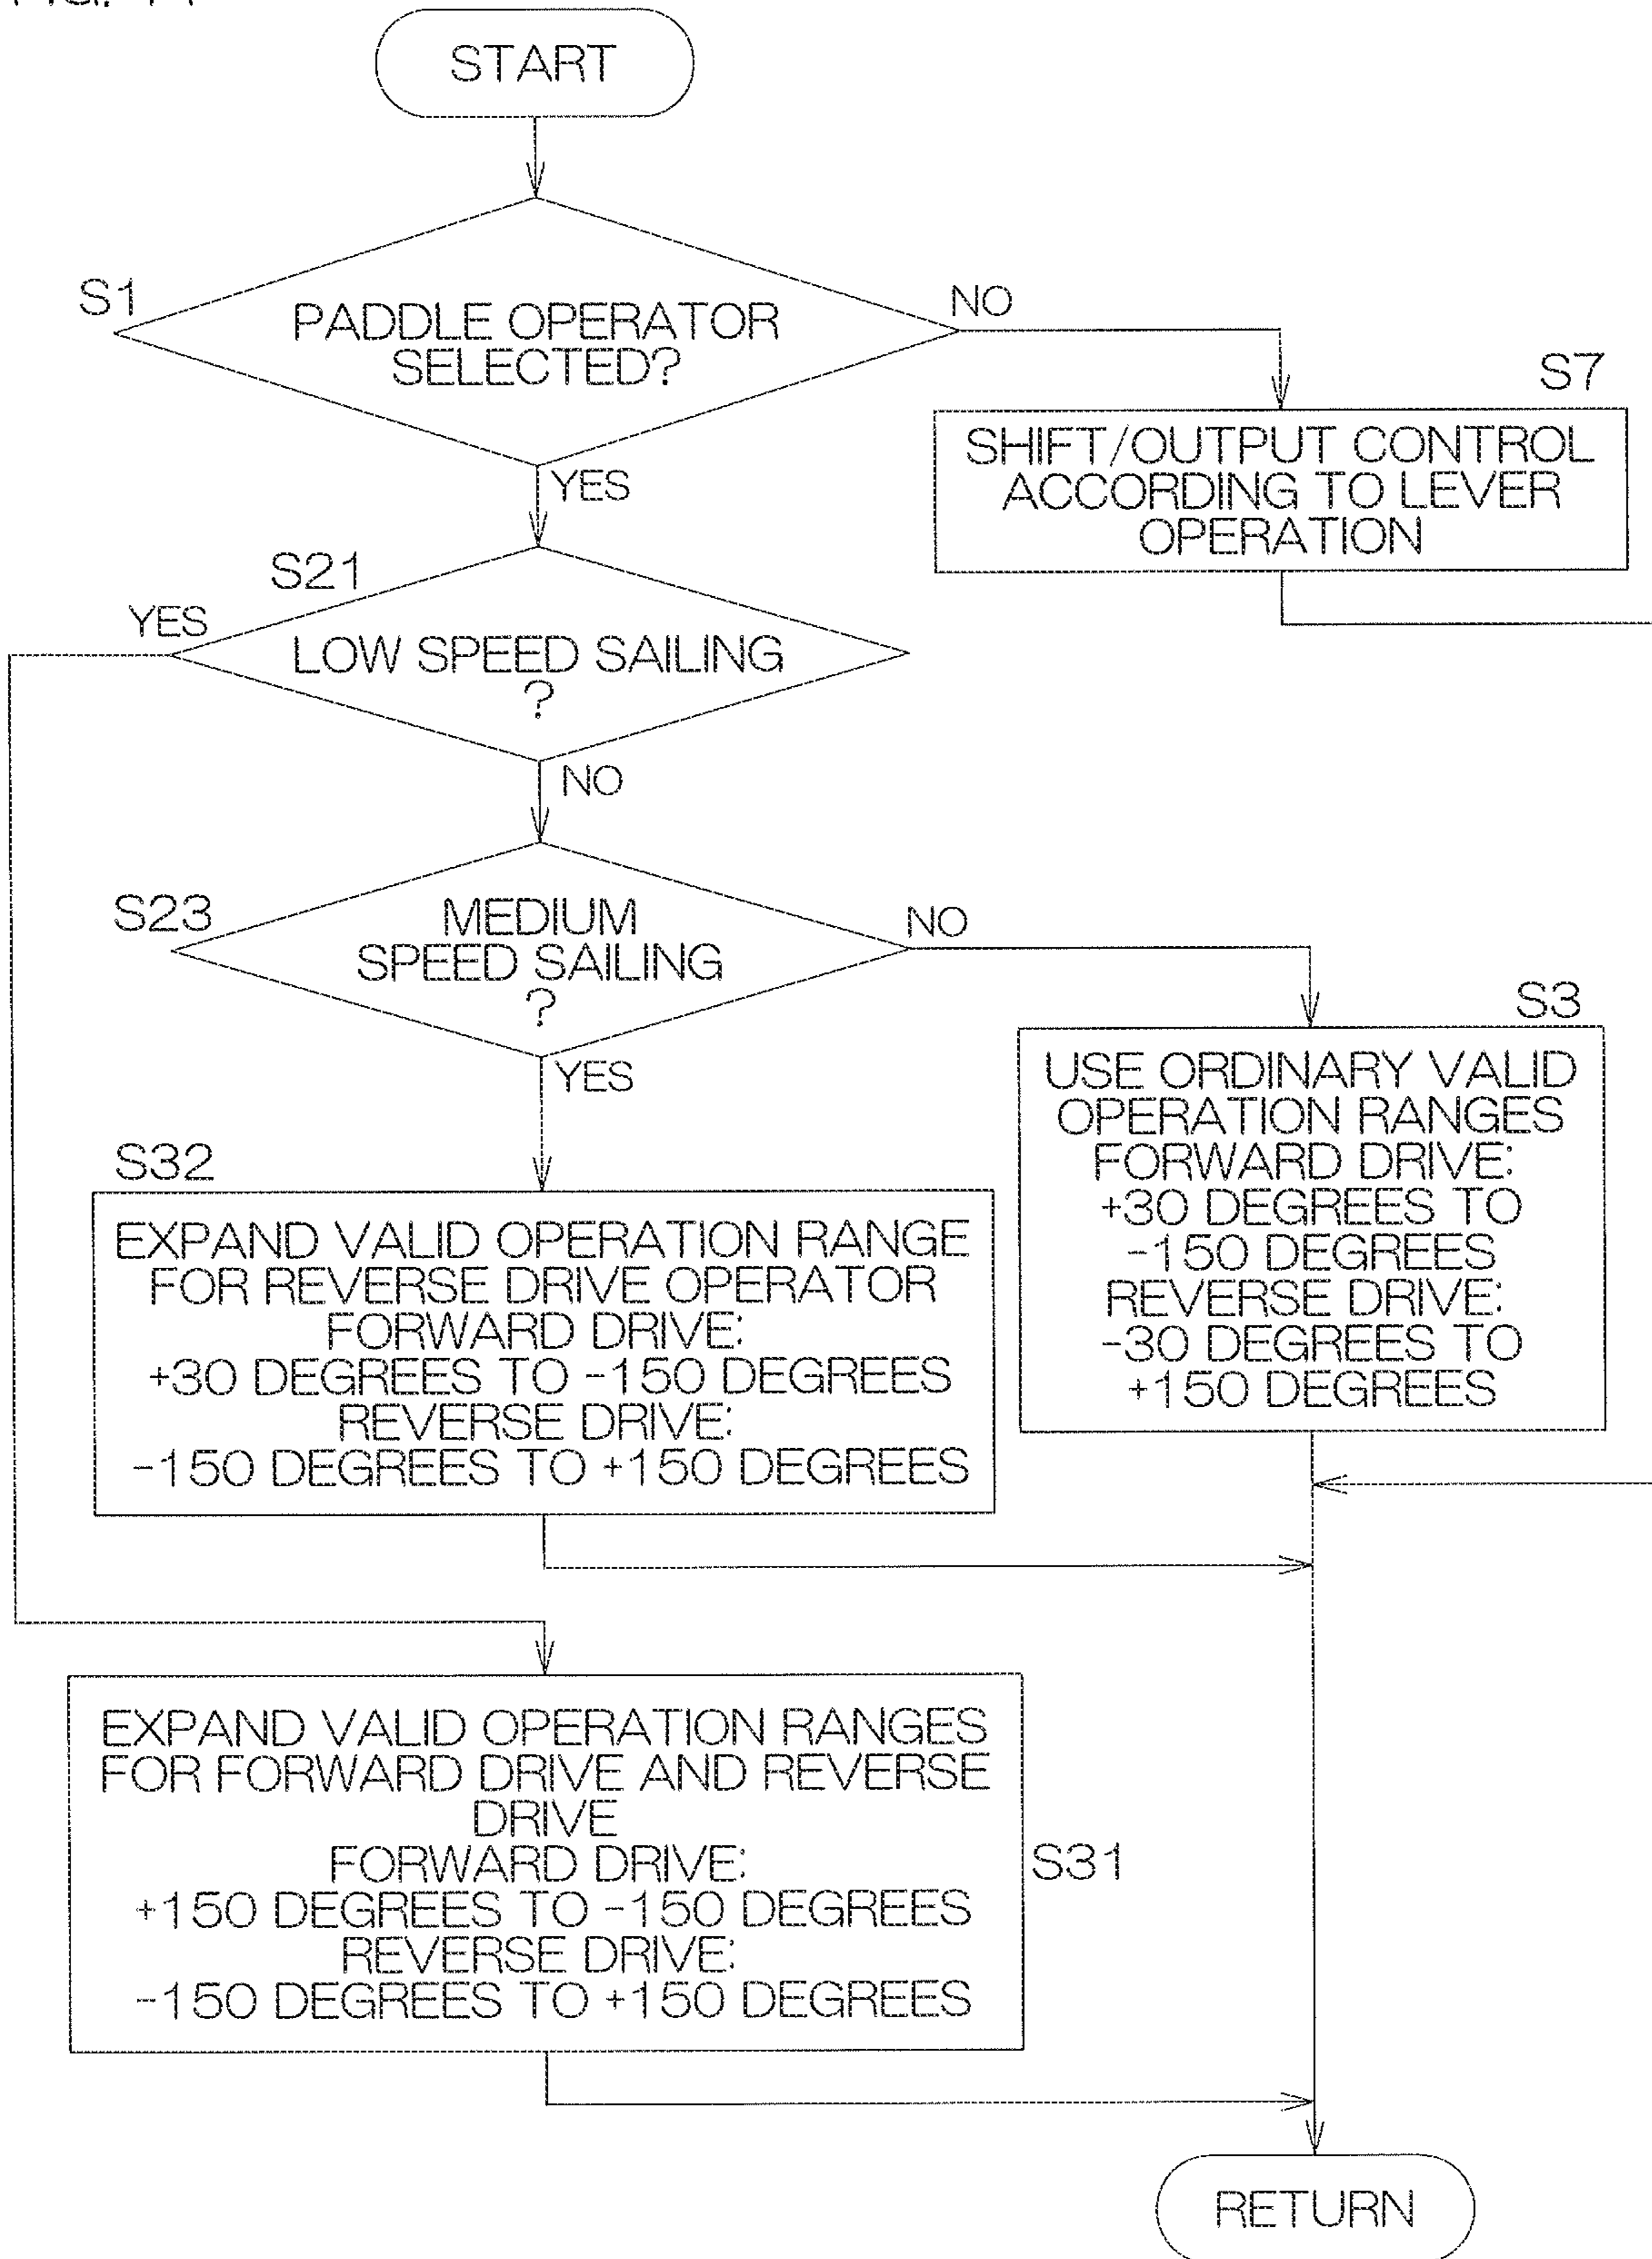 START
S1
PADDLE OPERATOR
SELECTED?
NO
YES
S7
SHIFT/OUTPUT CONTROL
ACCORDING TO LEVER
OPERATION
S21
YES
LOW SPEED SAILING
?
NO
S23
MEDIUM
SPEED SAILING
?
NO
YES
S3
USE ORDINARY VALID
OPERATION RANGES
FORWARD DRIVE:
+30 DEGREES TO
-150 DEGREES
REVERSE DRIVE:
-30 DEGREES TO
+150 DEGREES
S32
EXPAND VALID OPERATION RANGE
FOR REVERSE DRIVE OPERATOR
FORWARD DRIVE:
+30 DEGREES TO -150 DEGREES
REVERSE DRIVE:
-150 DEGREES TO +150 DEGREES
EXPAND VALID OPERATION RANGES
FOR FORWARD DRIVE AND REVERSE
DRIVE
FORWARD DRIVE:
+150 DEGREES TO -150 DEGREES
REVERSE DRIVE:
-150 DEGREES TO +150 DEGREES
S31
RETURN